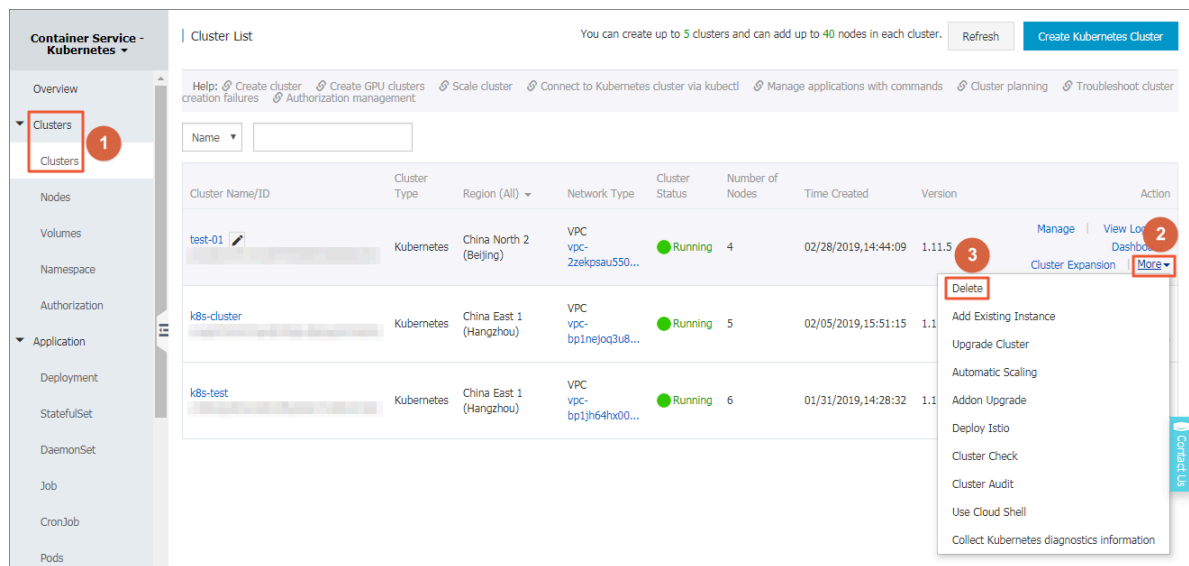 Container Service -
Kubernetes
Overview
Clusters
1
Clusters
Nodes
Volumes
Namespace
Authorization
Application
Deployment
StatefulSet
DaemonSet
Job
CronJob
Pods
Cluster List
You can create up to 5 clusters and can add up to 40 nodes in each cluster.
Refresh
Create Kubernetes Cluster
Help: Create cluster Create GPU clusters Scale cluster Connect to Kubernetes cluster via kubectl Manage applications with commands Cluster planning Troubleshoot cluster
creation failures Authorization management
Name
Cluster Name/ID
Cluster
Type
Region (All)
Network Type
Cluster
Status
Number of
Nodes
Time Created
Version
Action
test-01
Kubernetes
China North 2
(Beijing)
VPC
vpc-
2zekpsau550...
Running
4
02/28/2019,14:44:09
1.11.5
Manage
View Lo
2
Dashbo
Cluster Expansion
More
3
k8s-cluster
Kubernetes
China East 1
(Hangzhou)
VPC
vpc-
bp1nejoq3u8...
Running
5
02/05/2019,15:51:15
1.1
k8s-test
Kubernetes
China East 1
(Hangzhou)
VPC
vpc-
bp1jh64hx00...
Running
6
01/31/2019,14:28:32
1.1
Delete
Add Existing Instance
Upgrade Cluster
Automatic Scaling
Addon Upgrade
Deploy Istio
Cluster Check
Cluster Audit
Use Cloud Shell
Collect Kubernetes diagnostics information
Contact Us